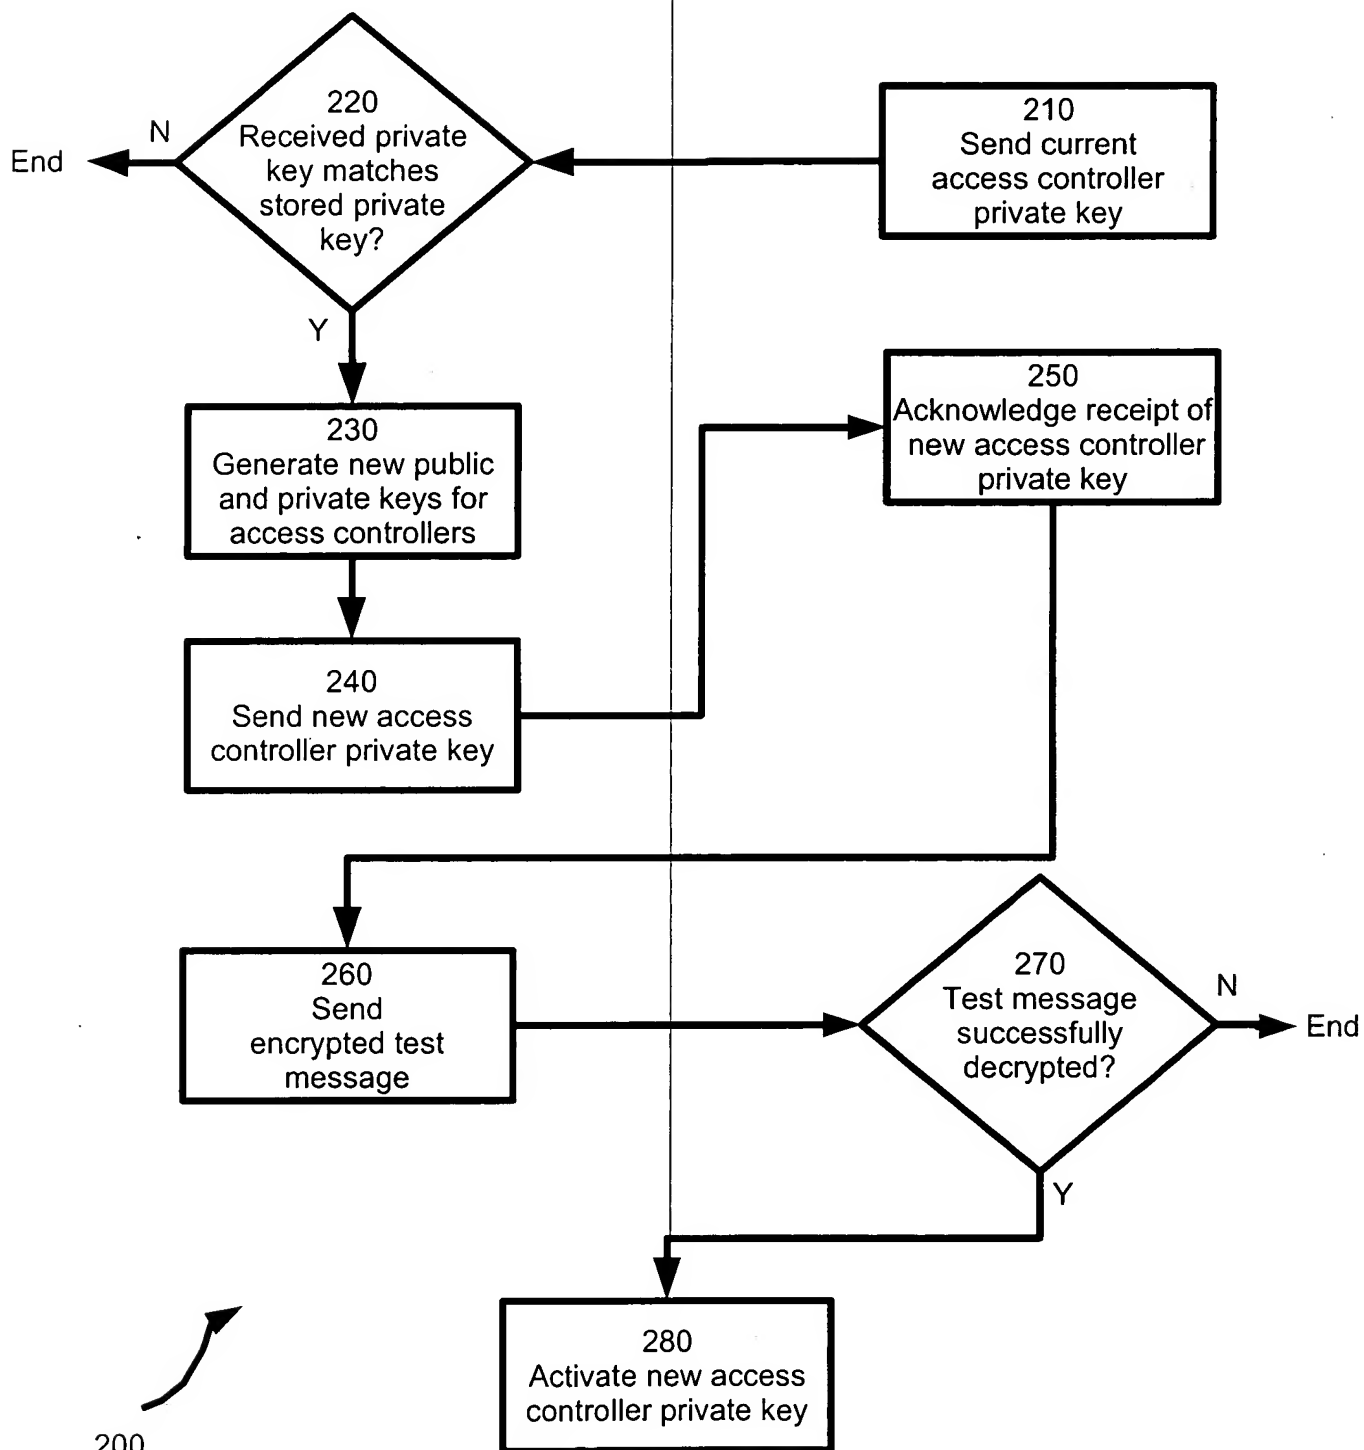 220
Received private
key matches
stored private
key?
N
End
Y
210
Send current
access controller
private key
230
Generate new public
and private keys for
access controllers
250
Acknowledge receipt of
new access controller
private key
240
Send new access
controller private key
260
Send
encrypted test
message
270
Test message
successfully
decrypted?
N
End
Y
280
Activate new access
controller private key
200